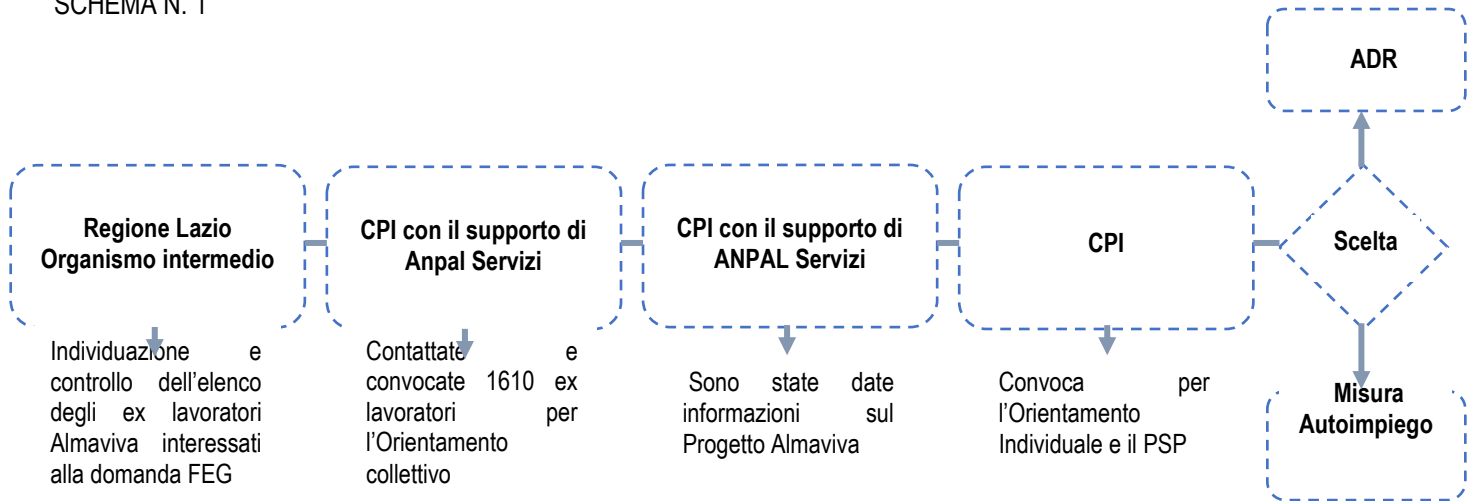 SCHEMA N. 1
ADR
Regione Lazio
Organismo intermedio
CPI con il supporto di
Anpal Servizi
CPI con il supporto di
ANPAL Servizi
CPI
Scelta
Individuazione e
controllo dell'elenco
degli ex lavoratori
Almaviva interessati
alla domanda FEG
Contattate e
convocate 1610 ex
lavoratori per
l'Orientamento
collettivo
Sono state date
informazioni sul
Progetto Almaviva
Convoca per
l'Orientamento
Individuale e il PSP
Misura
Autoimpiego